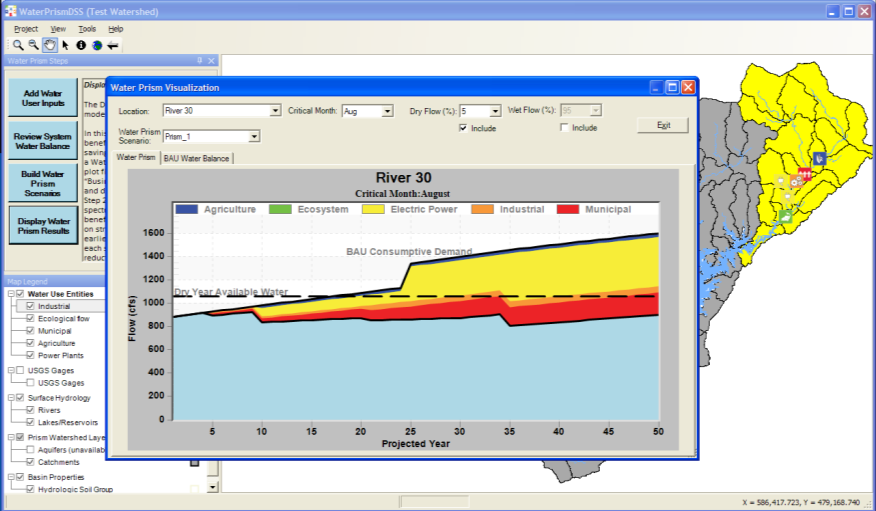 WaterPrismDSS (Test Watershed)
Project View Tools Help
Water Prism Steps
Add Water
User Inputs
Review System
Water Balance
Build Water
Prism
Scenarios
Display Water
Prism Results
Displa
The D
mode
In this
benef
saving
a Wat
plot f
"Busi
and d
Step 2
spect
benef
on str
earlie
each s
reduc
Map Legend
Water Use Entities
Industrial
Ecological flow
Municipal
Agriculture
Power Plants
USGS Gages
USGS Gages
Surface Hydrology
Rivers
Lakes/Reservoirs
Prism Watershed Laye
Aquifers (unavailab
Catchments
Basin Properties
Hydrologic Soil Group
Water Prism Visualization
Location: River 30 Critical Month: Aug Dry Flow (%): 5 Wet Flow (%): 95
Include Include
Exit
Water Prism
Scenario: Prism_1
Water Prism BAU Water Balance
River 30
Critical Month:August
Agriculture Ecosystem Electric Power Industrial Municipal
BAU Consumptive Demand
Dry Year Available Water
Flow (cfs)
1600
1400
1200
1000
800
600
400
200
0
5 10 15 20 25 30 35 40 45 50
Projected Year
X = 586,417.723, Y = 479,168.740